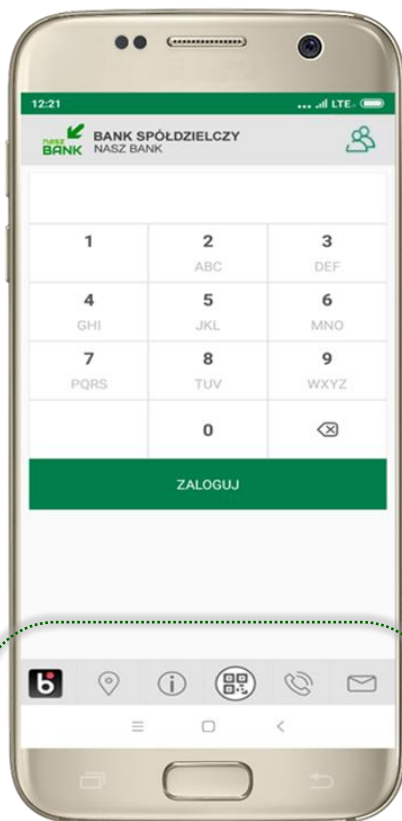 12:21 LTE
nasz BANK
BANK SPÓŁDZIELCZY
NASZ BANK
1 2 3
ABC DEF
4 5 6
GHI JKL MNO
7 8 9
PQRS TUV WXYZ
0
ZALOGUJ
b